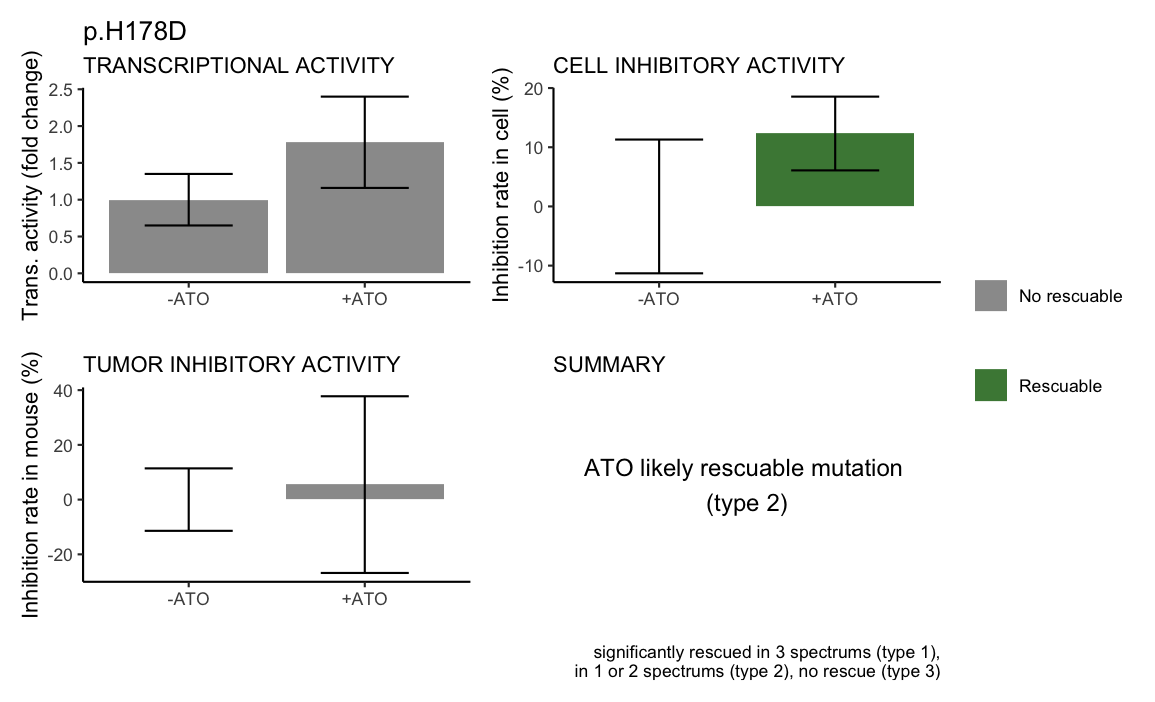 p.H178D
TRANSCRIPTIONAL ACTIVITY
Trans. activity (fold change)
2.5
2.0
1.5
1.0
0.5
0.0
-ATO
+ATO
CELL INHIBITORY ACTIVITY
Inhibition rate in cell (%)
20
10
0
-10
-ATO
+ATO
No rescuable
Rescuable
TUMOR INHIBITORY ACTIVITY
Inhibition rate in mouse (%)
40
20
0
-20
-ATO
+ATO
SUMMARY
ATO likely rescuable mutation
(type 2)
significantly rescued in 3 spectrums (type 1),
in 1 or 2 spectrums (type 2), no rescue (type 3)